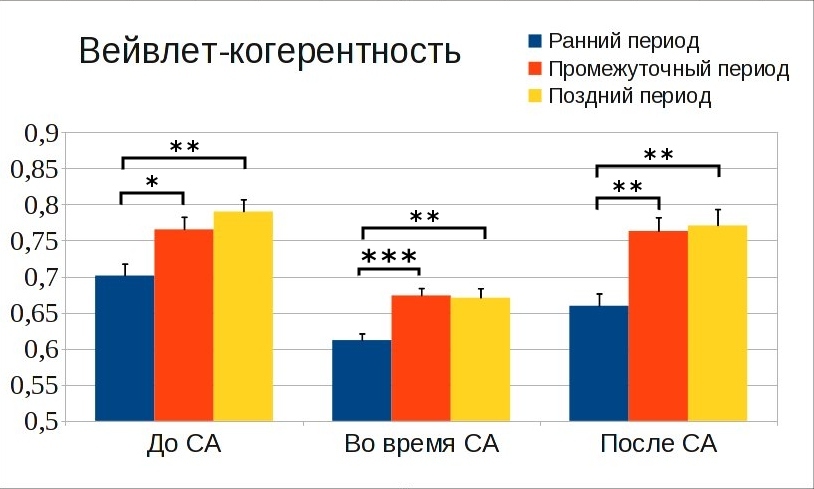 Вейвлет-когерентность
Ранний период
Промежуточный период
Поздний период
0,9
0,85
0,8
0,75
0,7
0,65
0,6
0,55
0,5
**
*
**
***
**
**
До СА
Во время СА
После СА